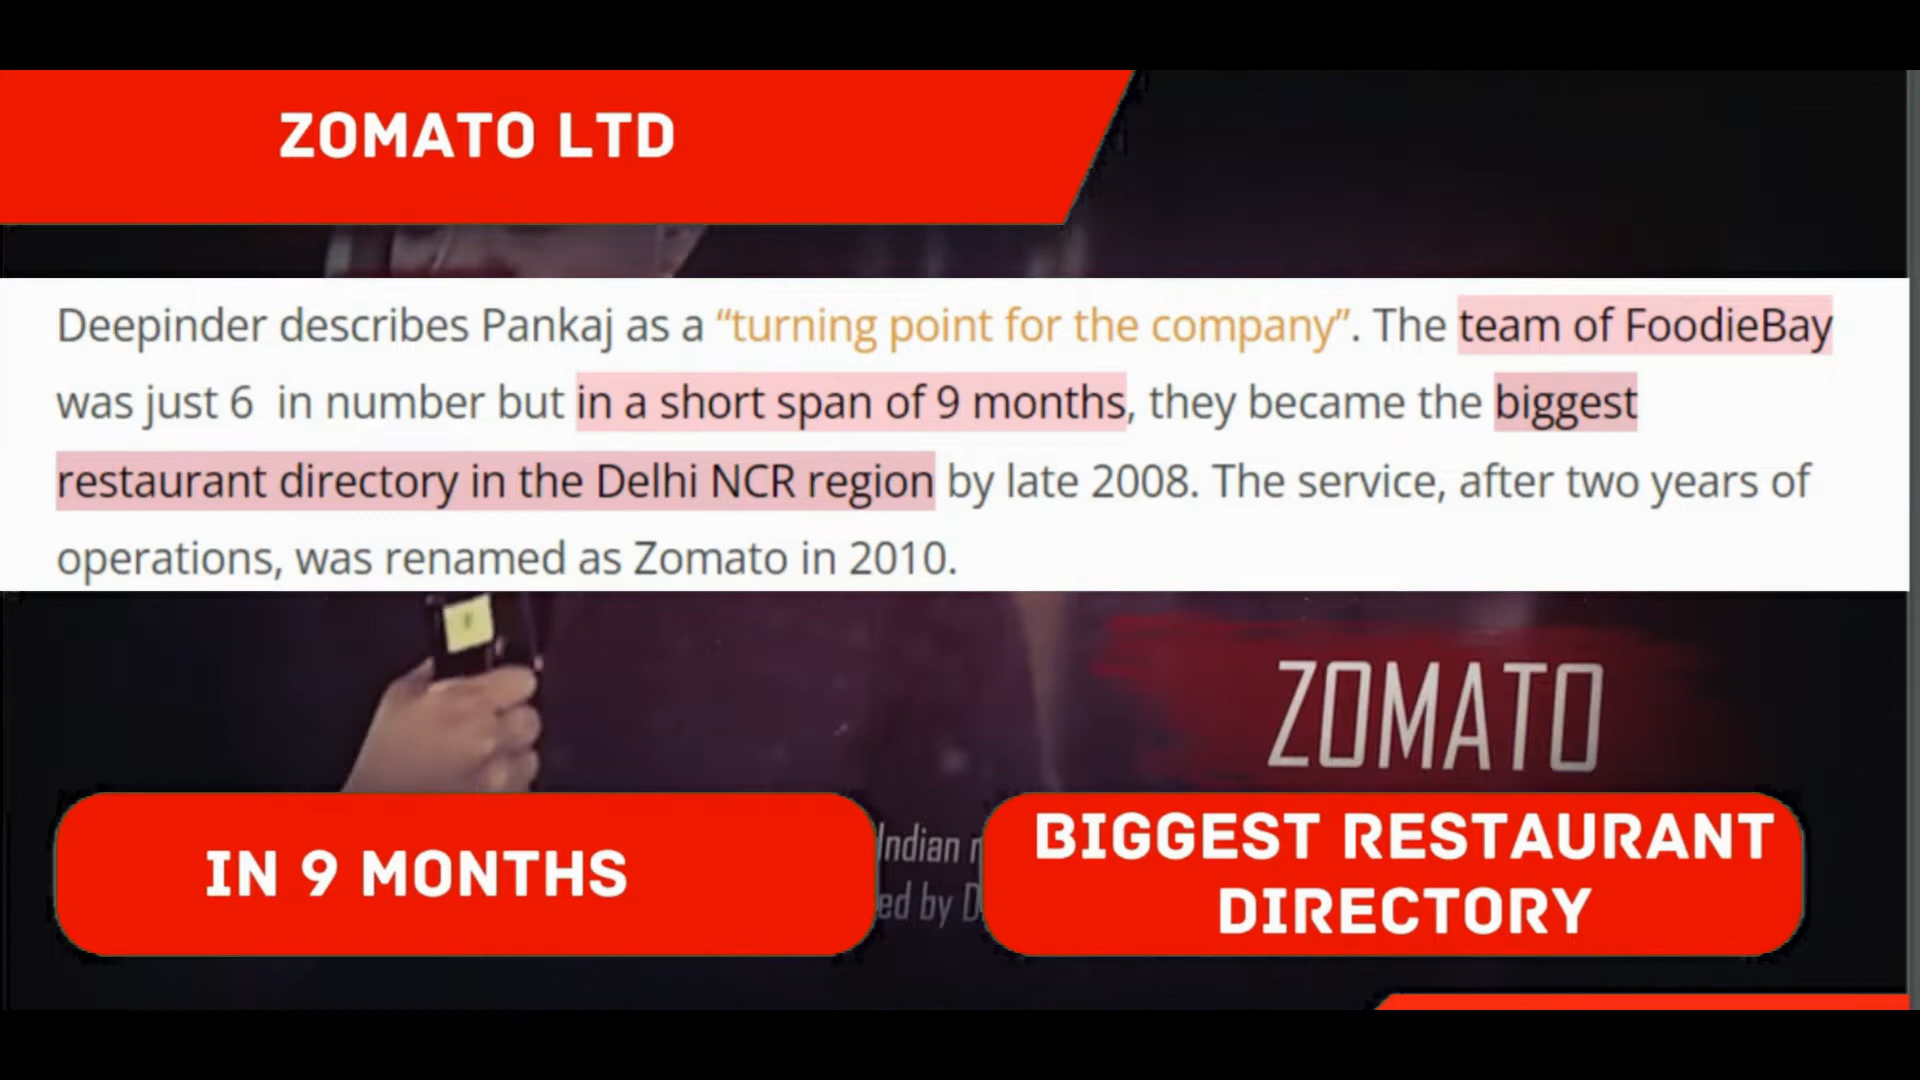 ZOMATO LTD
Deepinder describes Pankaj as a “turning point for the company”. The team of FoodieBay
was just 6 in number but in a short span of 9 months, they became the biggest
restaurant directory in the Delhi NCR region by late 2008. The service, after two years of
operations, was renamed as Zomato in 2010.
ZOMATO
Indian
ed by
IN 9 MONTHS
BIGGEST RESTAURANT
DIRECTORY